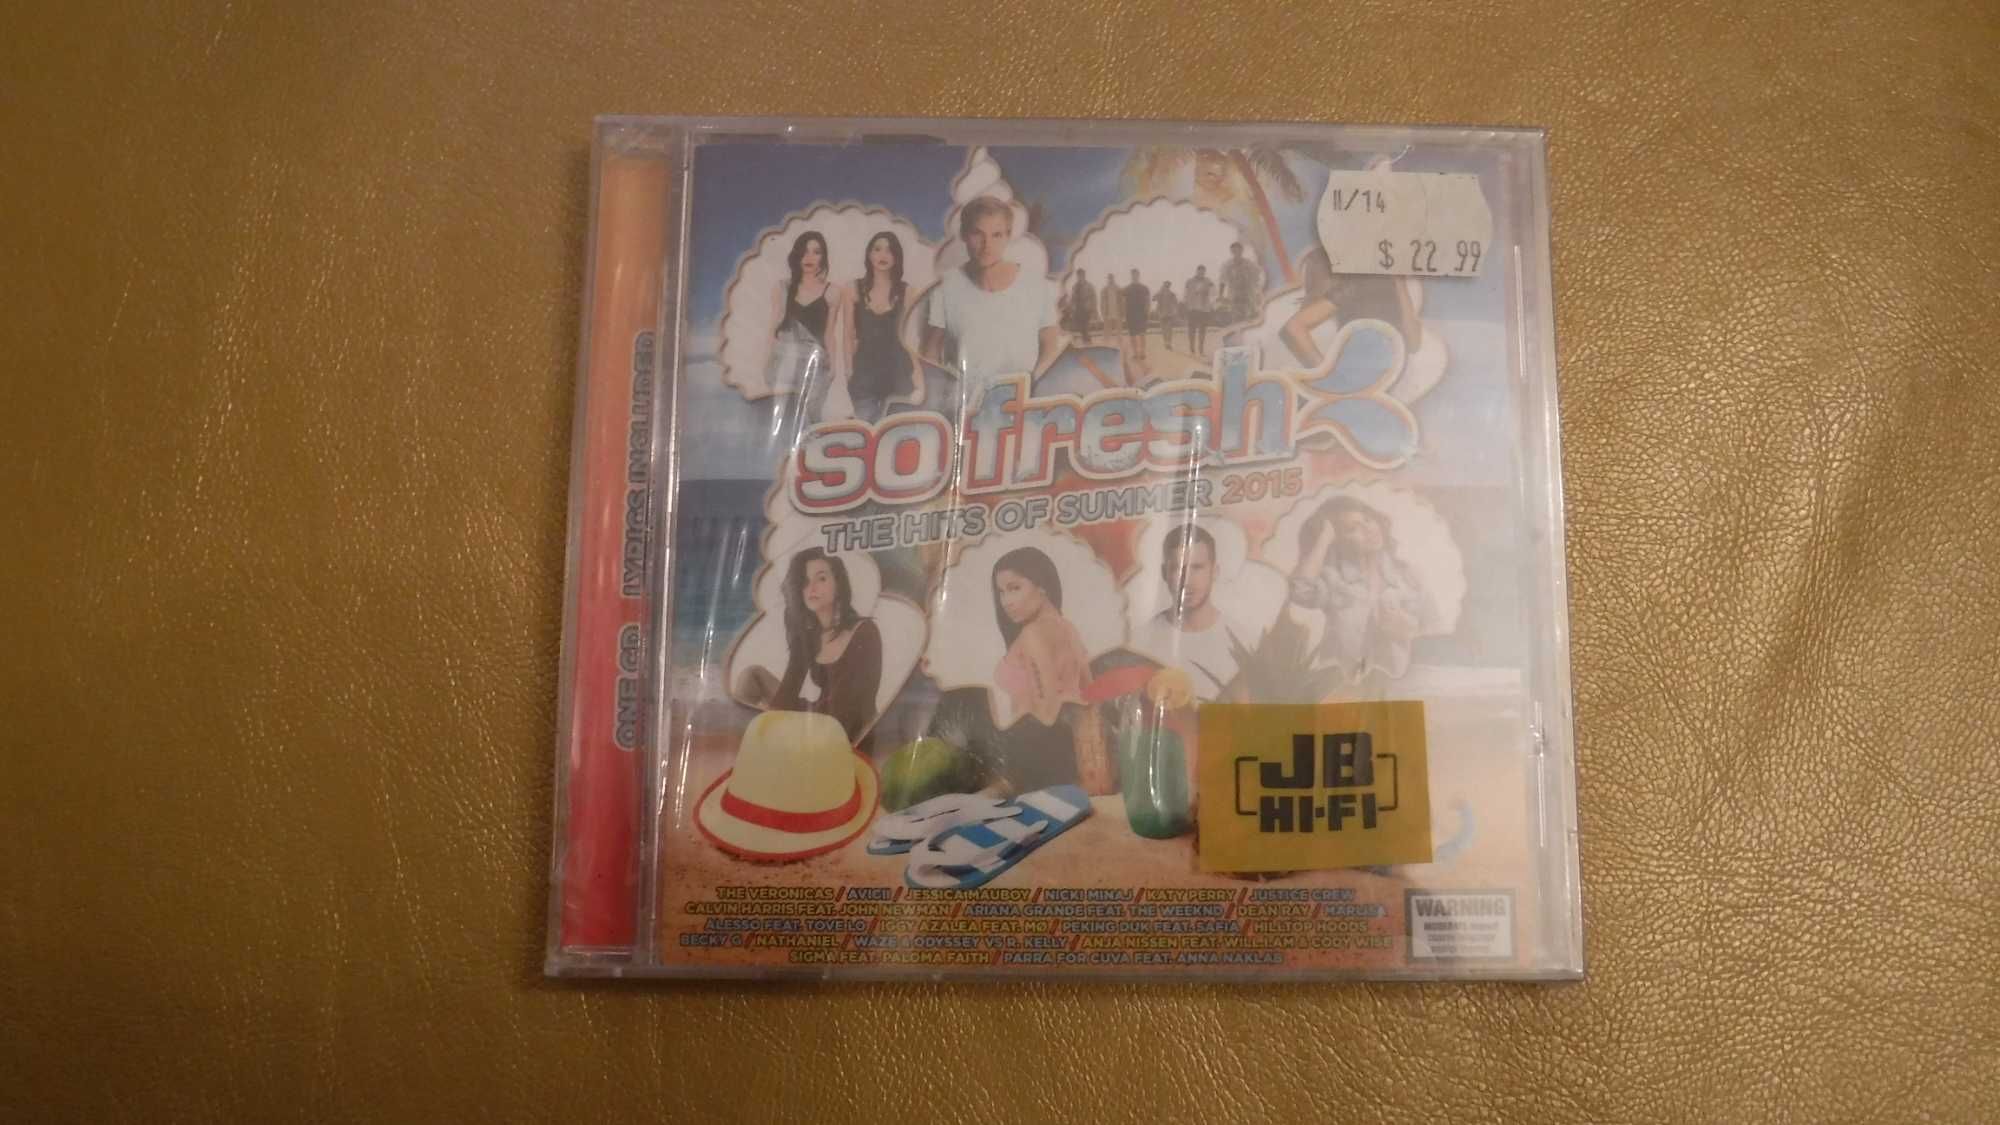 11/14
$ 22.99
so fresh
THE HITS OF SUMMER 2015
ONE CD LYRICS INCLUDED
JB
HI-FI
THE VERONICAS / AVICII / JESSICA MAUBOY / NICKI MINAJ / KATY PERRY / JUSTICE CREW
CALVIN HARRIS FEAT. JOHN NEWMAN / ARIANA GRANDE FEAT. THE WEEKND / DEAN RAY / MARLISA
ALESSO FEAT. TOVE LO / IGGY AZALEA FEAT. MØ / PEKING DUK FEAT. SAFIA / HILLTOP HOODS
BECKY G / NATHANIEL / WAZE & ODYSSEY VS R. KELLY / ANJA NISSEN FEAT. WILL.I.AM & CODY WISE
SIGMA FEAT. PALOMA FAITH / PARRA FOR CUVA FEAT. ANNA NAKLAB
WARNING